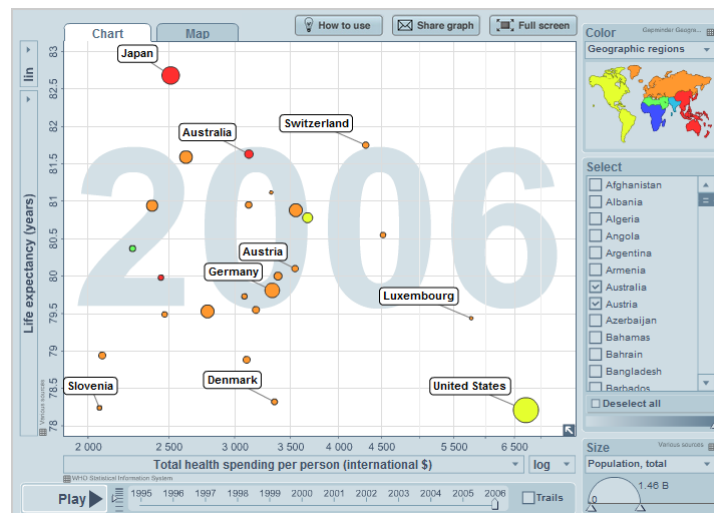 Chart
Map
How to use
Share graph
Full screen
Color
Geographic regions
lin
Life expectancy (years)
Various sources
83
82.5
82
81.5
81
80.5
80
79.5
79
78.5
78
2006
Japan
Switzerland
Australia
Austria
Germany
Luxembourg
Slovenia
Denmark
United States
2 000
2 500
3 000
3 500
4 000
4 500
5 500
6 500
Total health spending per person (international $)
log
WHO Statistical Information System
Play
1995 1996 1997 1998 1999 2000 2001 2002 2003 2004 2005 2006
Trails
Select
Afghanistan
Albania
Algeria
Angola
Argentina
Armenia
Australia
Austria
Azerbaijan
Bahamas
Bahrain
Bangladesh
Barbados
Deselect all
Size
Various sources
Population, total
1.46 B
0